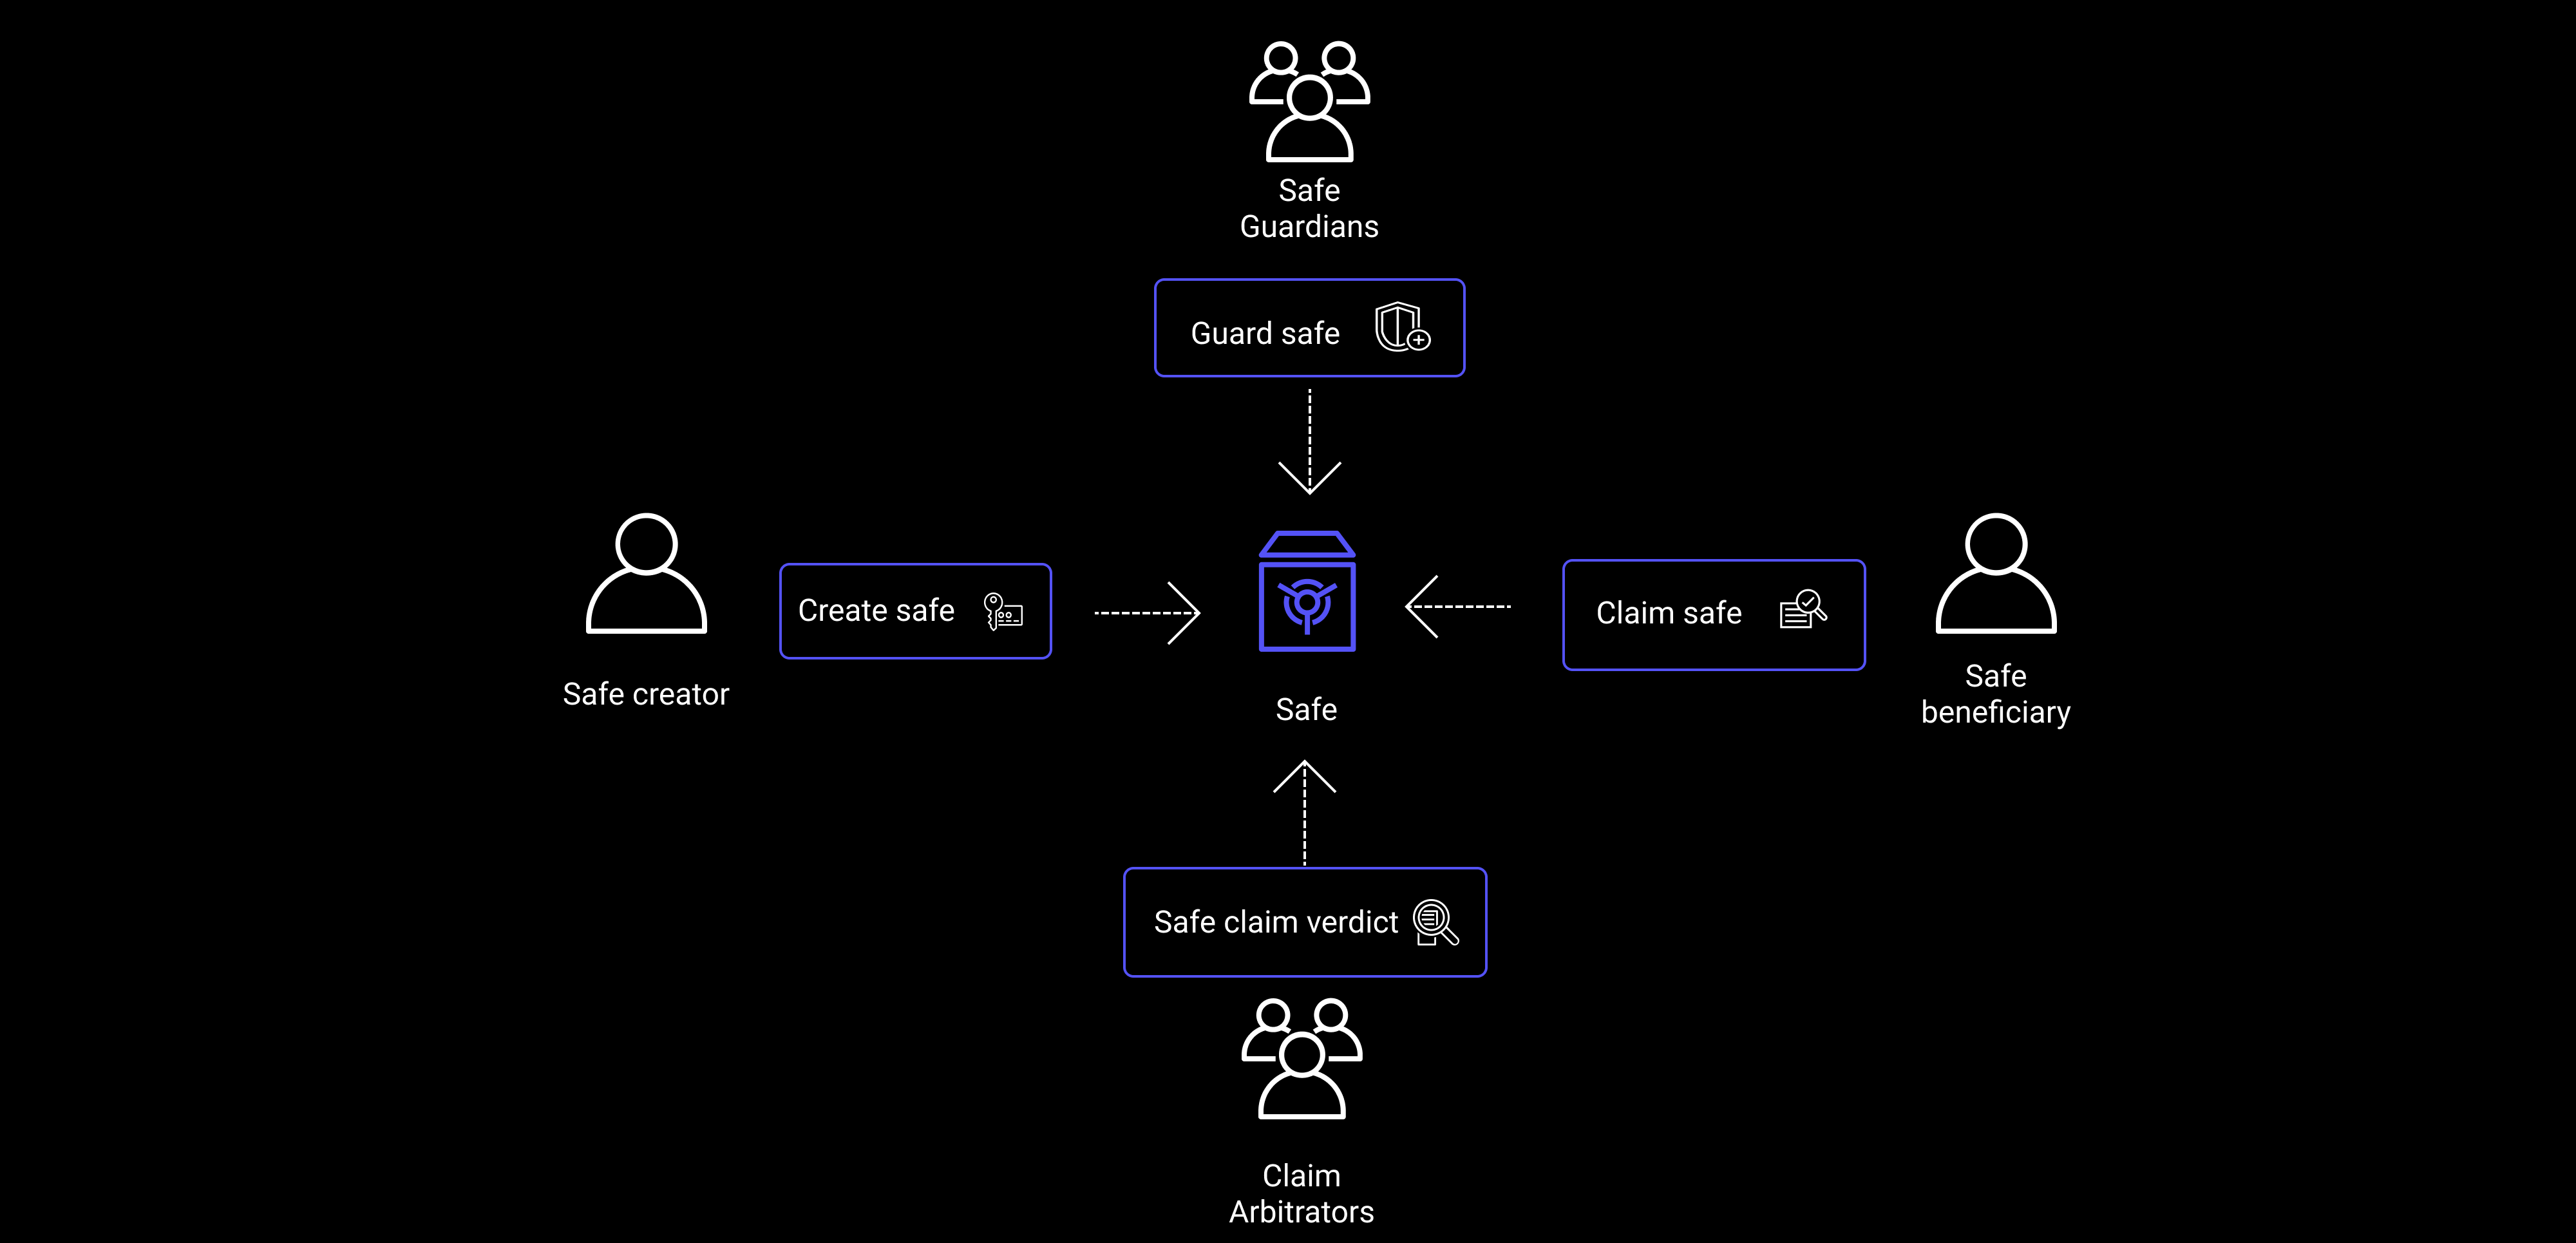 Safe
Guardians
Guard safe
Create safe
Claim safe
Safe creator
Safe
Safe
beneficiary
Safe claim verdict
Claim
Arbitrators